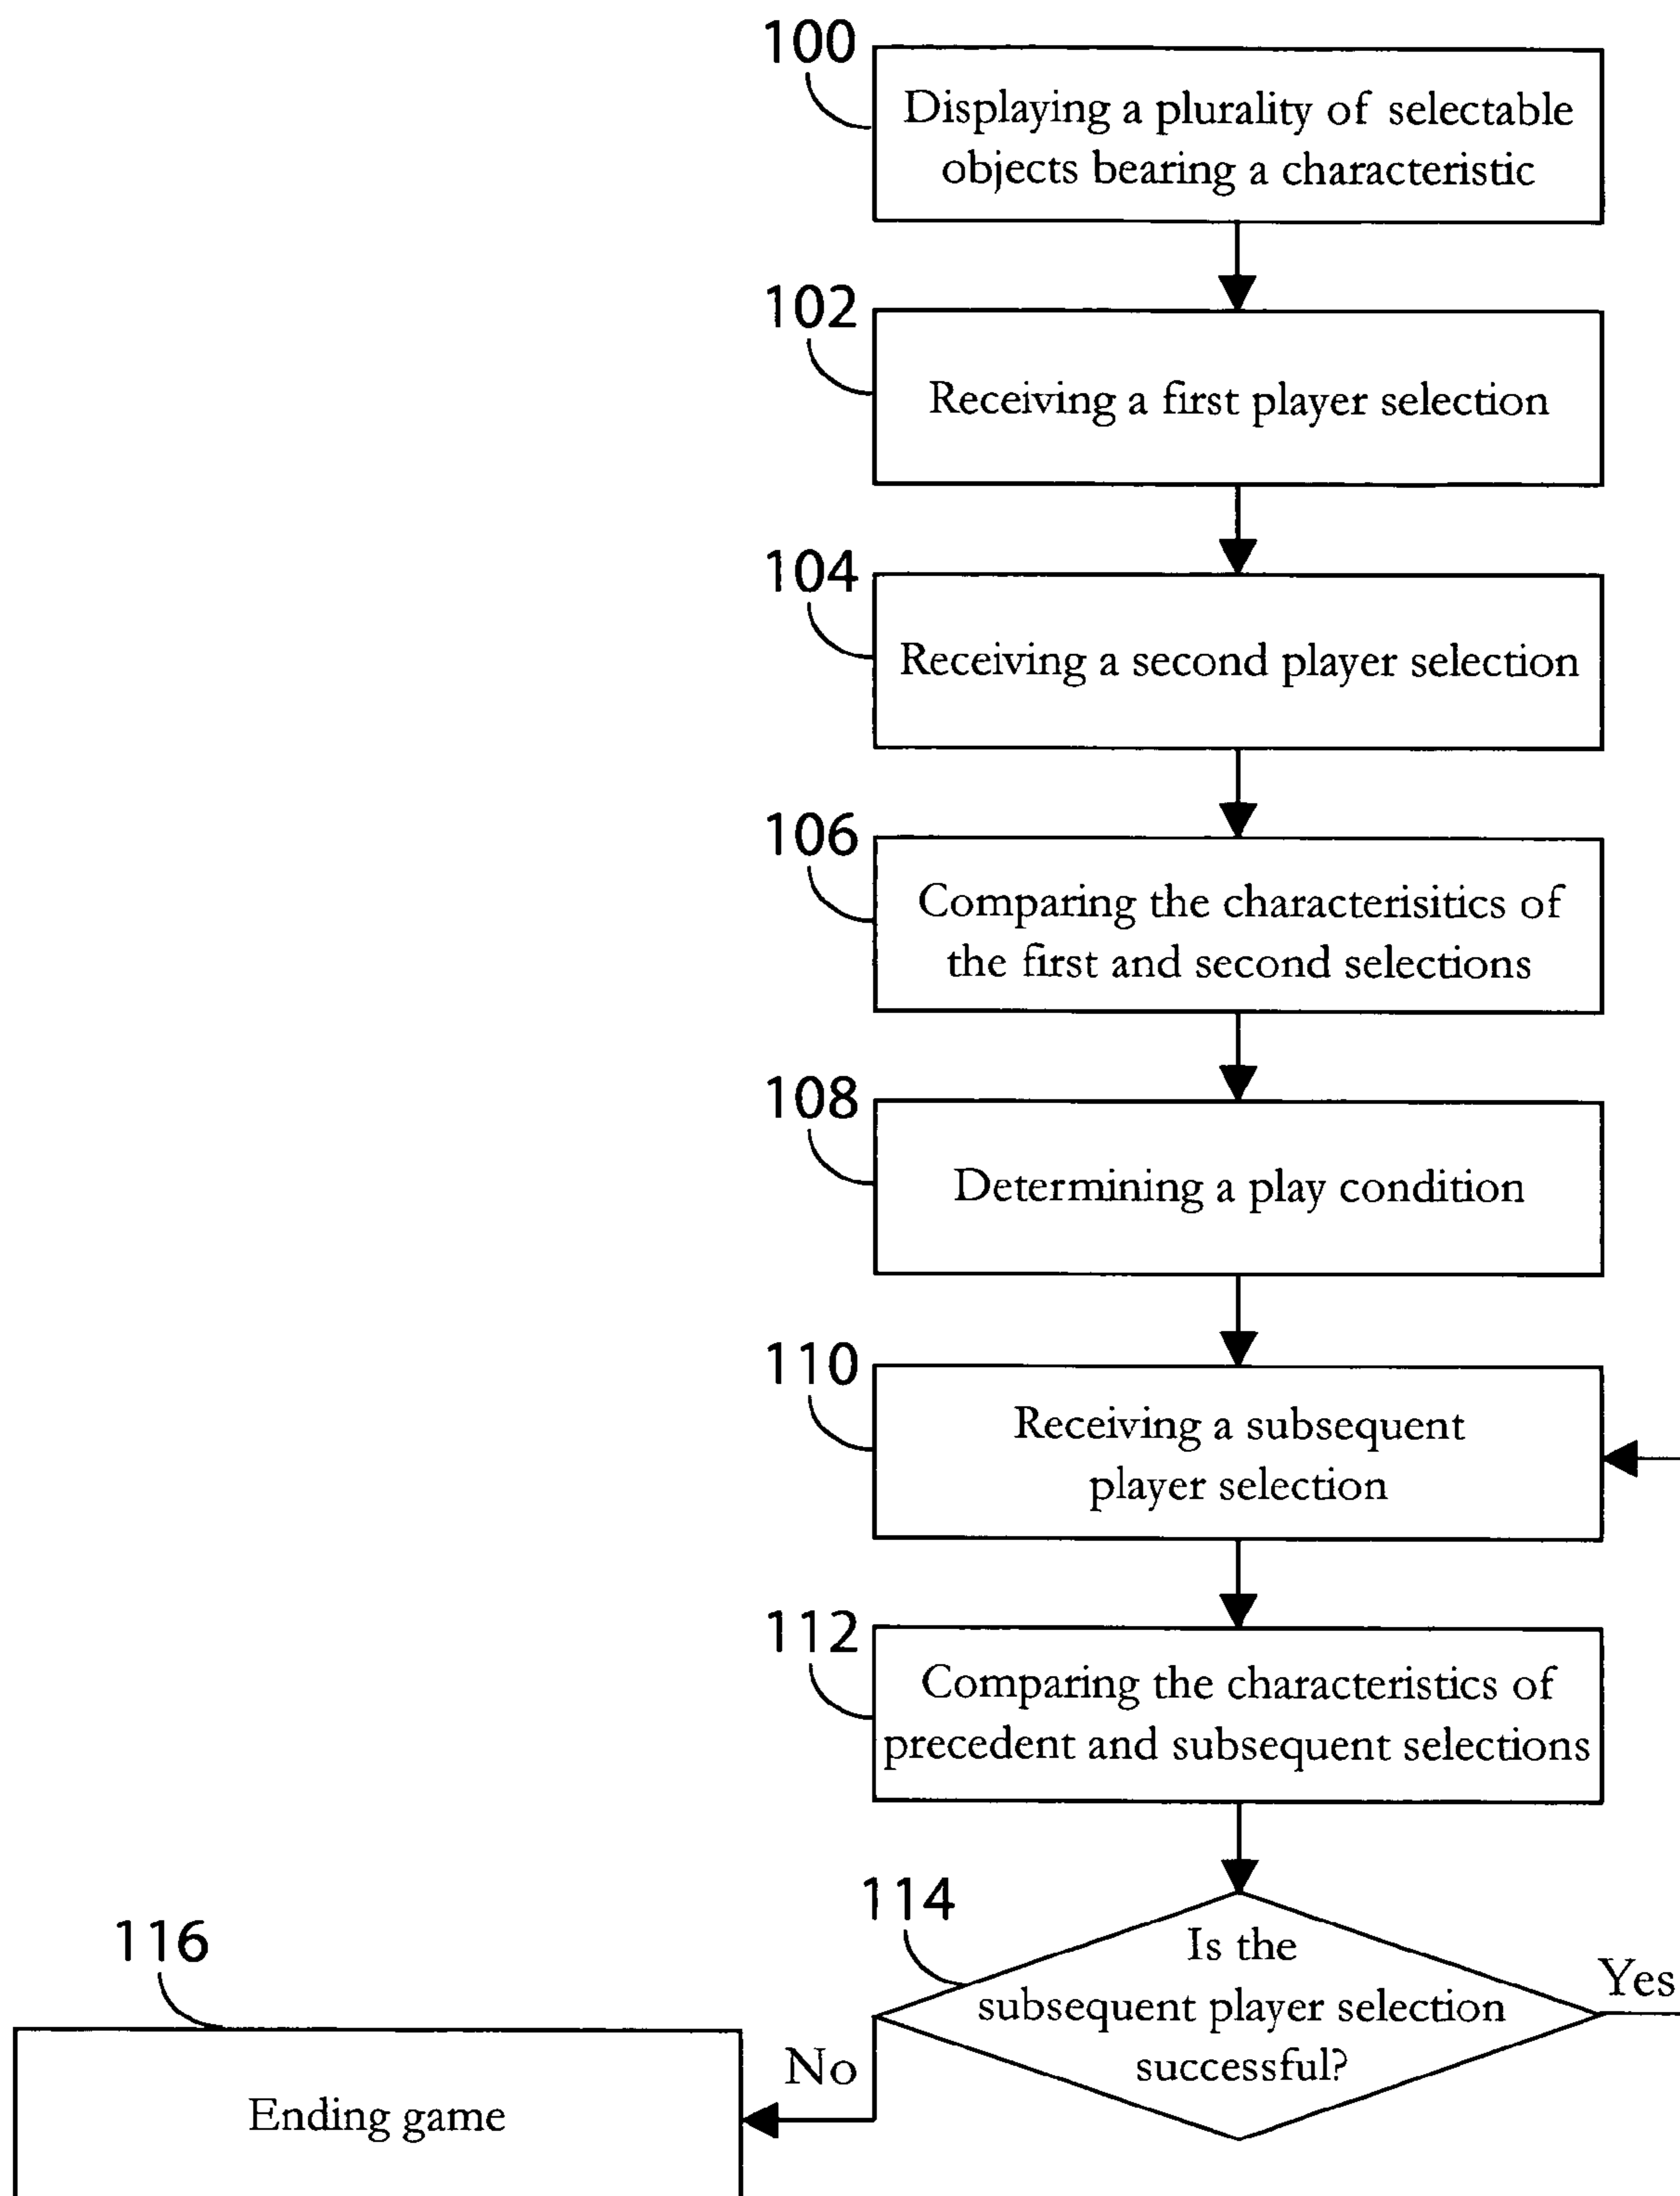 100
Displaying a plurality of selectable
objects bearing a characteristic
102
Receiving a first player selection
104
Receiving a second player selection
106
Comparing the characterisitics of
the first and second selections
108
Determining a play condition
110
Receiving a subsequent
player selection
112
Comparing the characteristics of
precedent and subsequent selections
114
Is the
subsequent player selection
successful?
Yes
No
116
Ending game